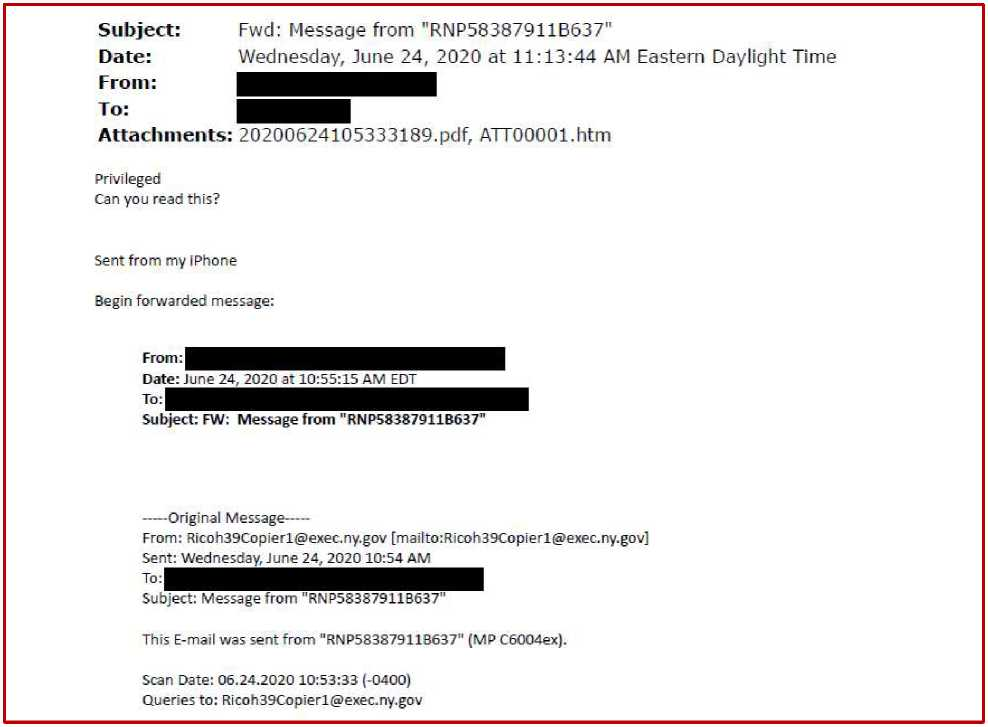 Subject: Fwd: Message from "RNP58387911B637"
Date: Wednesday, June 24, 2020 at 11:13:44 AM Eastern Daylight Time
From:
To:
Attachments: 20200624105333189.pdf, ATT00001.htm
Privileged
Can you read this?
Sent from my iPhone
Begin forwarded message:
From:
Date: June 24, 2020 at 10:55:15 AM EDT
To:
Subject: FW: Message from "RNP58387911B637"
-----Original Message-----
From: Ricoh39Copier1@exec.ny.gov [mailto:Ricoh39Copier1@exec.ny.gov]
Sent: Wednesday, June 24, 2020 10:54 AM
To:
Subject: Message from "RNP58387911B637"
This E-mail was sent from "RNP58387911B637" (MP C6004ex).
Scan Date: 06.24.2020 10:53:33 (-0400)
Queries to: Ricoh39Copier1@exec.ny.gov